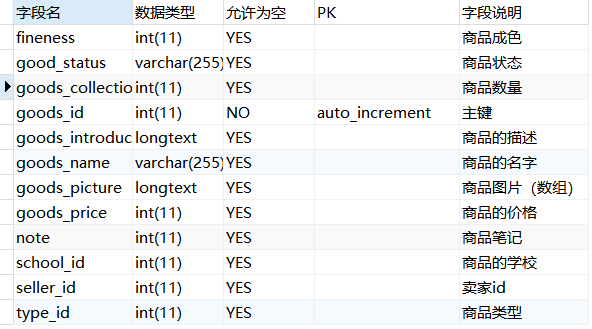 字段名 数据类型 允许为空 PK 字段说明
fineness int(11) YES 商品成色
good_status varchar(255) YES 商品状态
goods_collectio int(11) YES 商品数量
goods_id int(11) NO auto_increment 主键
goods_introduc longtext YES 商品的描述
goods_name varchar(255) YES 商品的名字
goods_picture longtext YES 商品图片（数组）
goods_price int(11) YES 商品的价格
note int(11) YES 商品笔记
school_id int(11) YES 商品的学校
seller_id int(11) YES 卖家id
type_id int(11) YES 商品类型